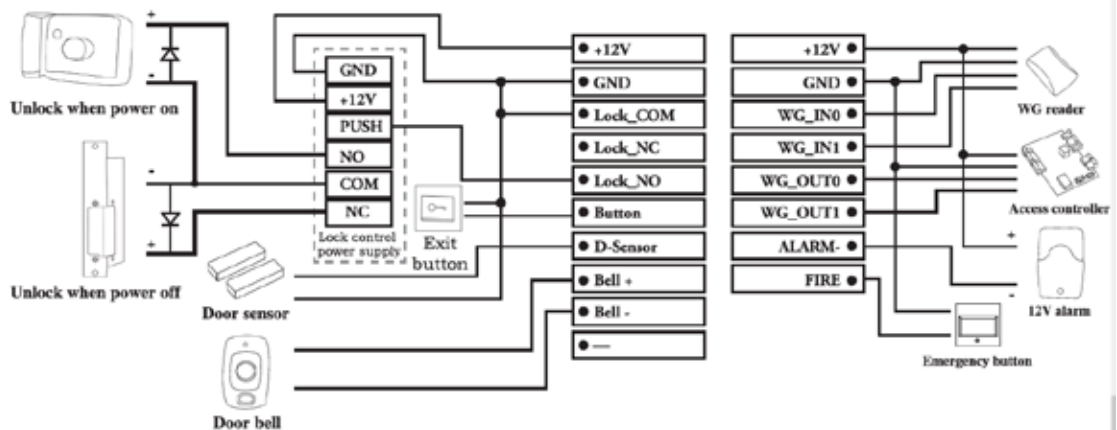 +
-
Unlock when power on
-
+
Unlock when power off
GND
+12V
PUSH
NO
COM
NC
Lock control
power supply
Exit
button
Door sensor
Door bell
+12V
GND
Lock_COM
Lock_NC
Lock_NO
Button
D-Sensor
Bell +
Bell -
—
+12V
GND
WG_IN0
WG_IN1
WG_OUT0
WG_OUT1
ALARM-
FIRE
WG reader
Access controller
+
-
12V alarm
Emergency button